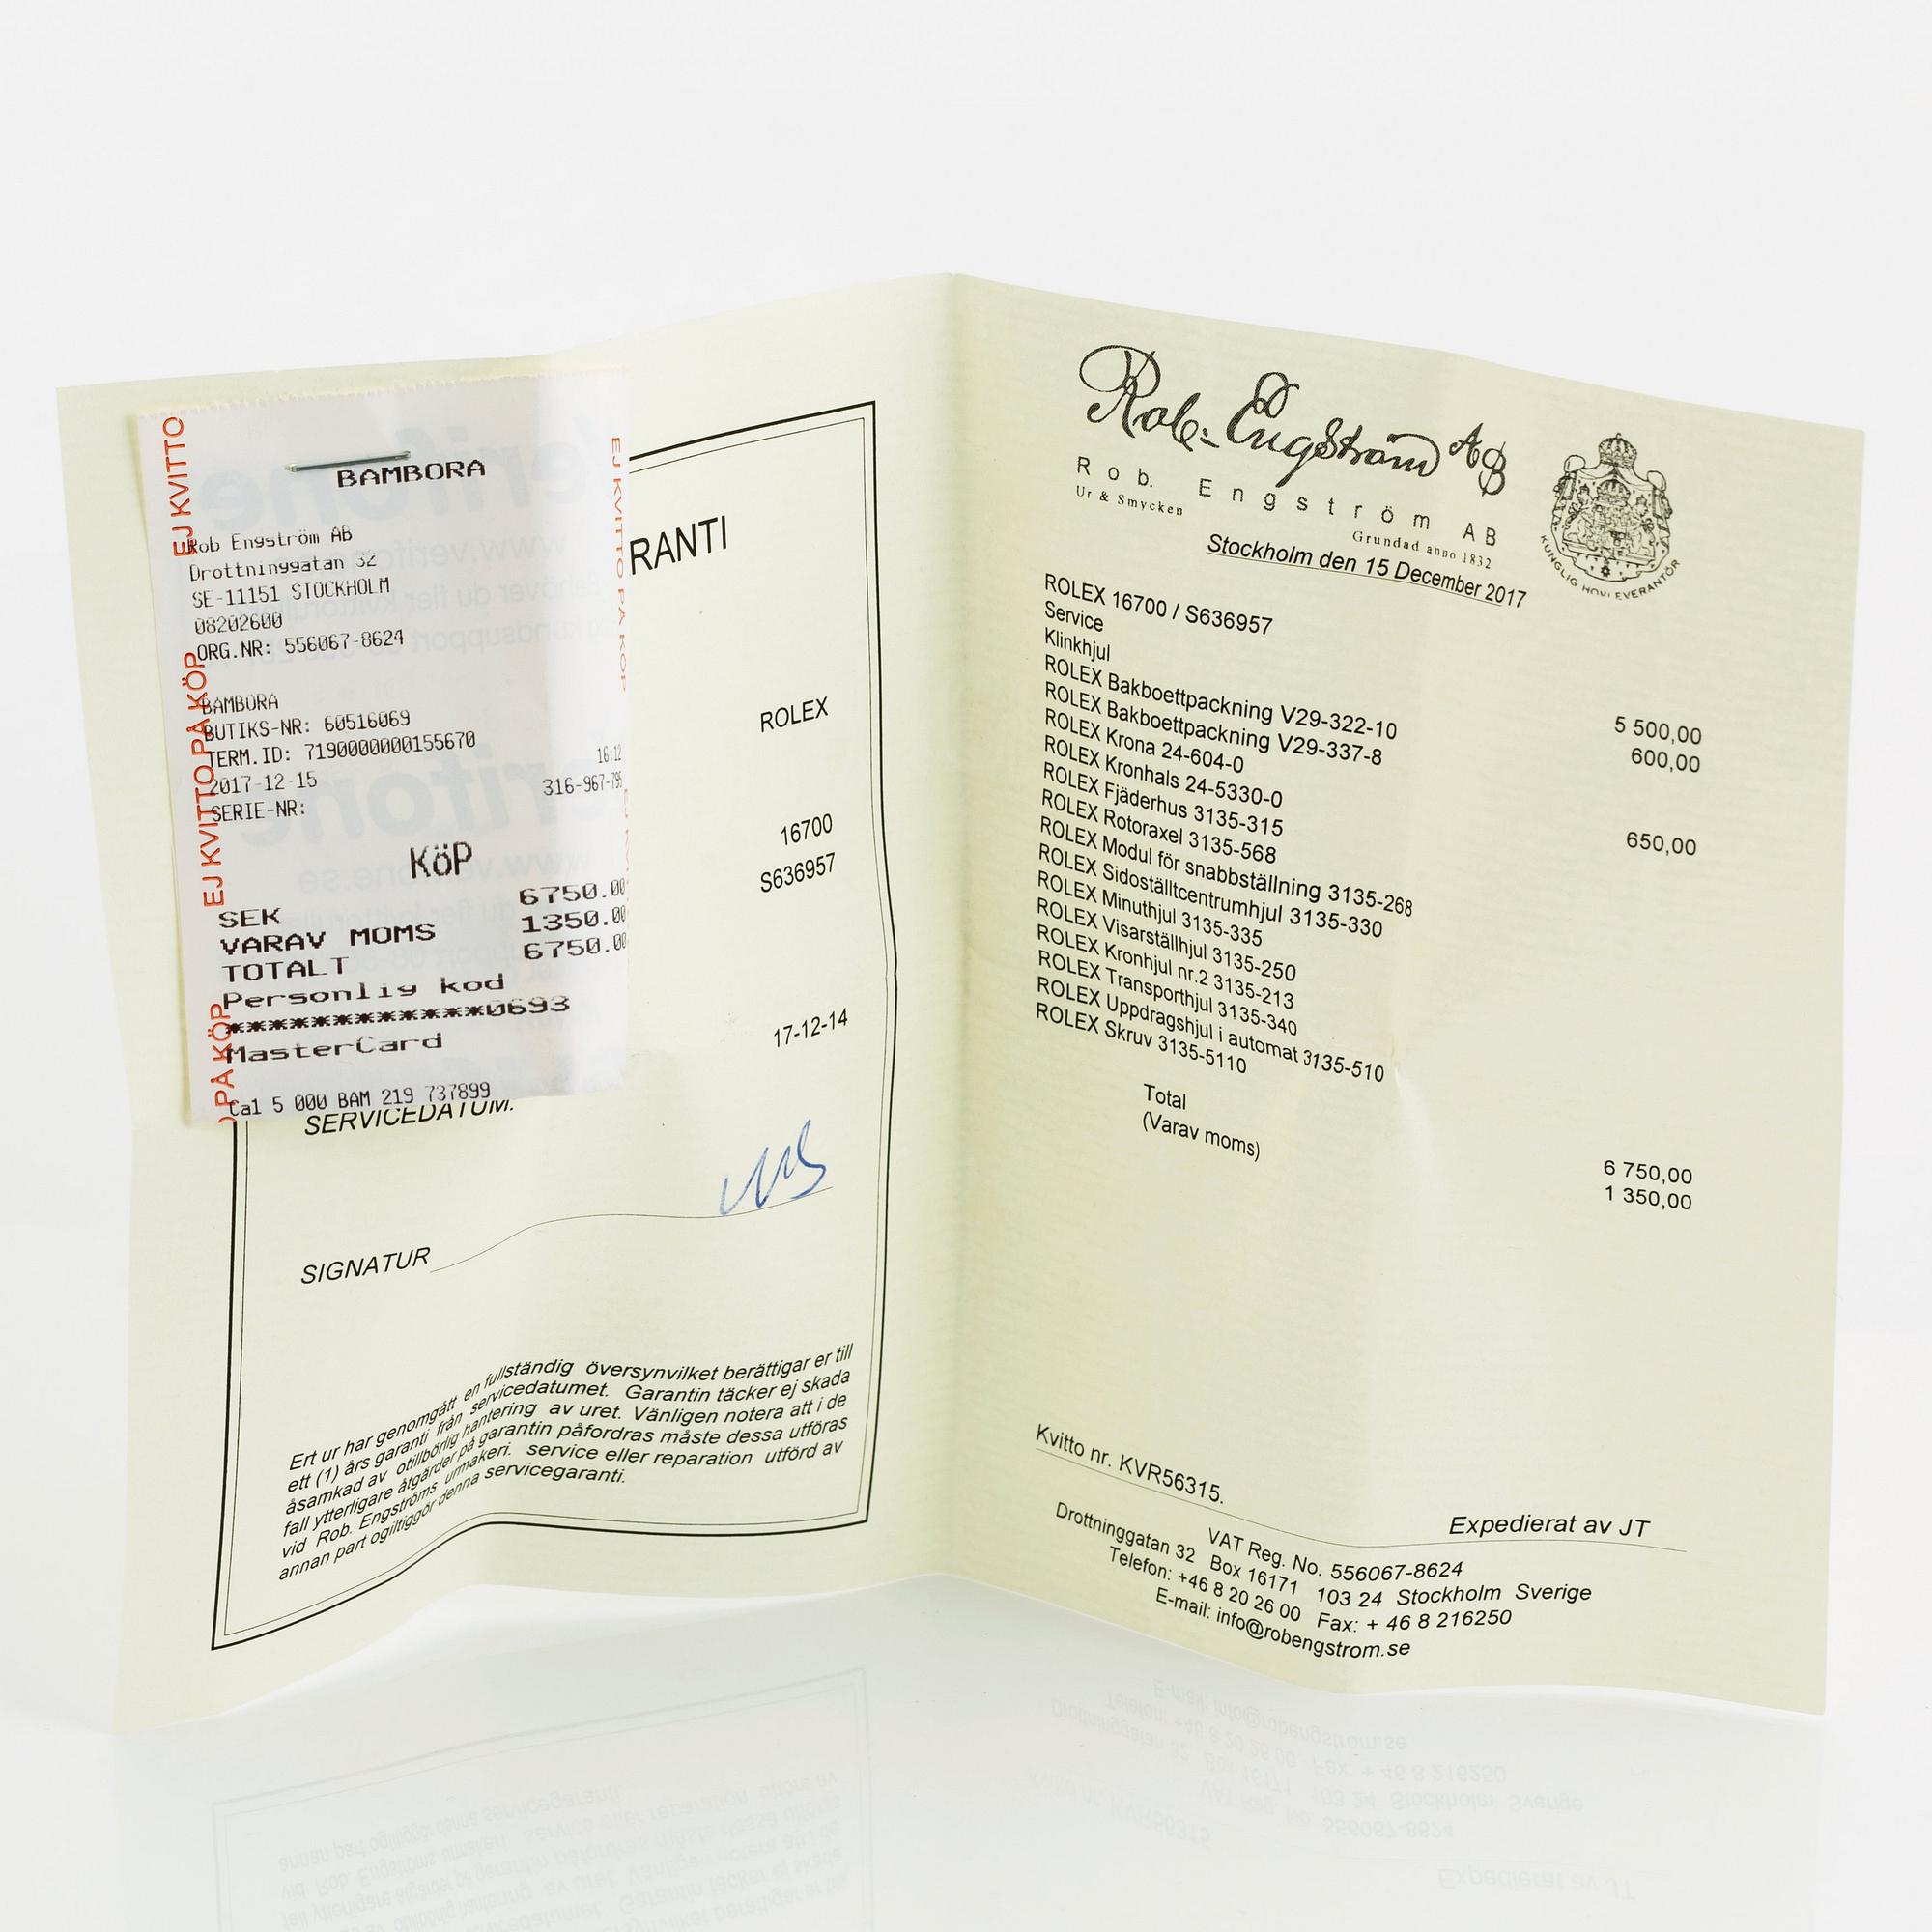 BAMBORA
Rob Engström AB
Drottninggatan 32
SE-11151 STOCKHOLM
08202600
ORG.NR: 556067-8624
BAMBORA
BUTIKS-NR: 60516069
TERM.ID: 7190000000155670
2017-12-15 16:12
SERIE-NR: 316-967-795
KÖP
SEK 6750.00
VARAV MOMS 1350.00
TOTALT 6750.00
Personlig kod
************0693
MasterCard
Ca1 5 000 BAM 219 737899
EJ KVITTO
EJ KVITTO PÅ KÖP
PÅ KÖP
EJ KVITTO PÅ KÖP
RANTI
ROLEX
16700
S636957
17-12-14
SERVICEDATUM:
SIGNATUR
Ert ur har genomgått en fullständig översynvilket berättigar er till
ett (1) års garanti från servicedatumet. Garantin täcker ej skada
åsamkad av otillbörlig hantering av uret. Vänligen notera att i de
fall ytterligare åtgärder på garantin påfordras måste dessa utföras
vid Rob. Engströms urmakeri. service eller reparation utförd av
annan part ogiltiggör denna servicegaranti.
Rob. Engström AB
Rob. Engström AB
Ur & Smycken Grundad anno 1832
KUNGLIG HOVLEVERANTÖR
Stockholm den 15 December 2017
ROLEX 16700 / S636957
Service 5 500,00
Klinkhjul 600,00
ROLEX Bakboettpackning V29-322-10
ROLEX Bakboettpackning V29-337-8
ROLEX Krona 24-604-0 650,00
ROLEX Kronhals 24-5330-0
ROLEX Fjäderhus 3135-315
ROLEX Rotoraxel 3135-568
ROLEX Modul för snabbställning 3135-268
ROLEX Sidoställtcentrumhjul 3135-330
ROLEX Minuthjul 3135-335
ROLEX Visarställhjul 3135-250
ROLEX Kronhjul nr.2 3135-213
ROLEX Transporthjul 3135-340
ROLEX Uppdragshjul i automat 3135-510
ROLEX Skruv 3135-5110
Total 6 750,00
(Varav moms) 1 350,00
Kvitto nr. KVR56315.
Expedierat av JT
VAT Reg. No. 556067-8624
Drottninggatan 32 Box 16171 103 24 Stockholm Sverige
Telefon: +46 8 20 26 00 Fax: + 46 8 216250
E-mail: info@robengstrom.se